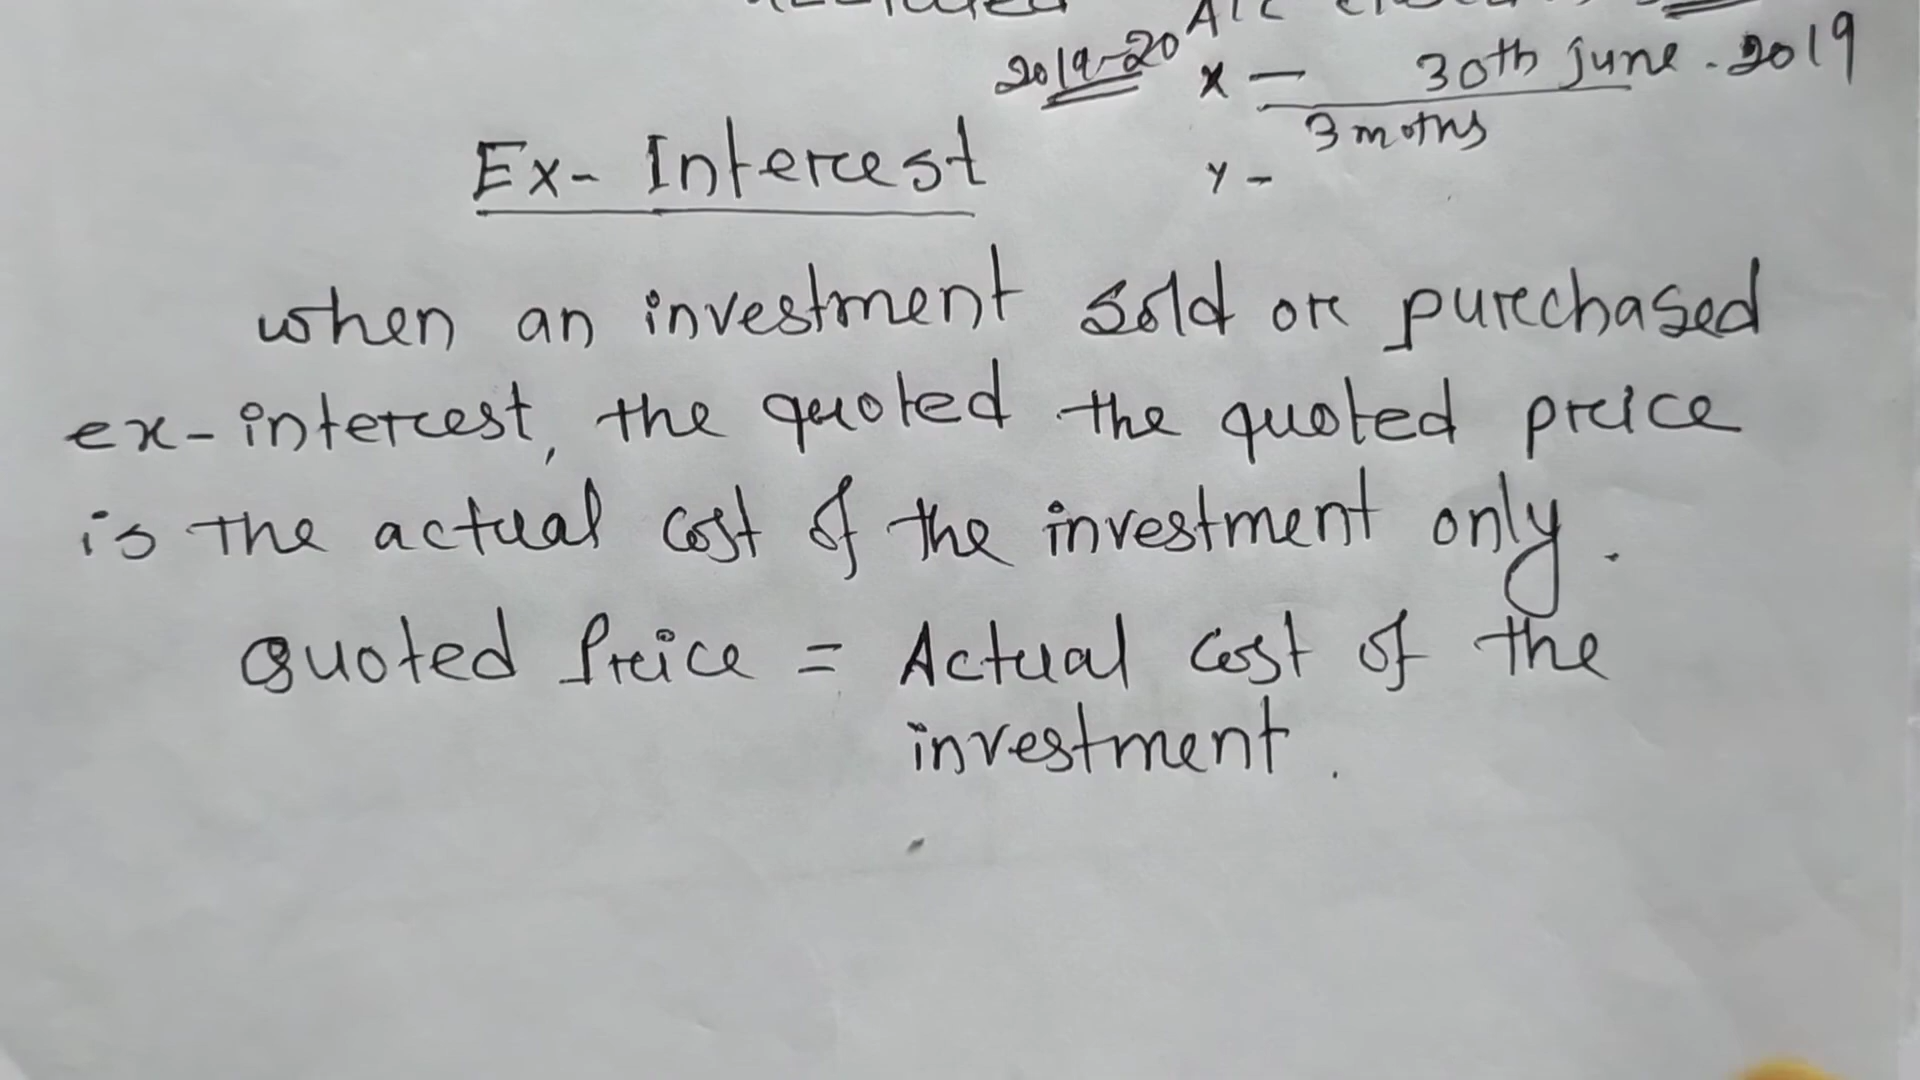 2019-20 X — 30th june. 2019
3 moths
Y -
Ex- Interest
when an investment sold or purchased
ex-interest, the quoted the quoted price
is the actual cost of the investment only.
Quoted Price = Actual Cost of the
investment.